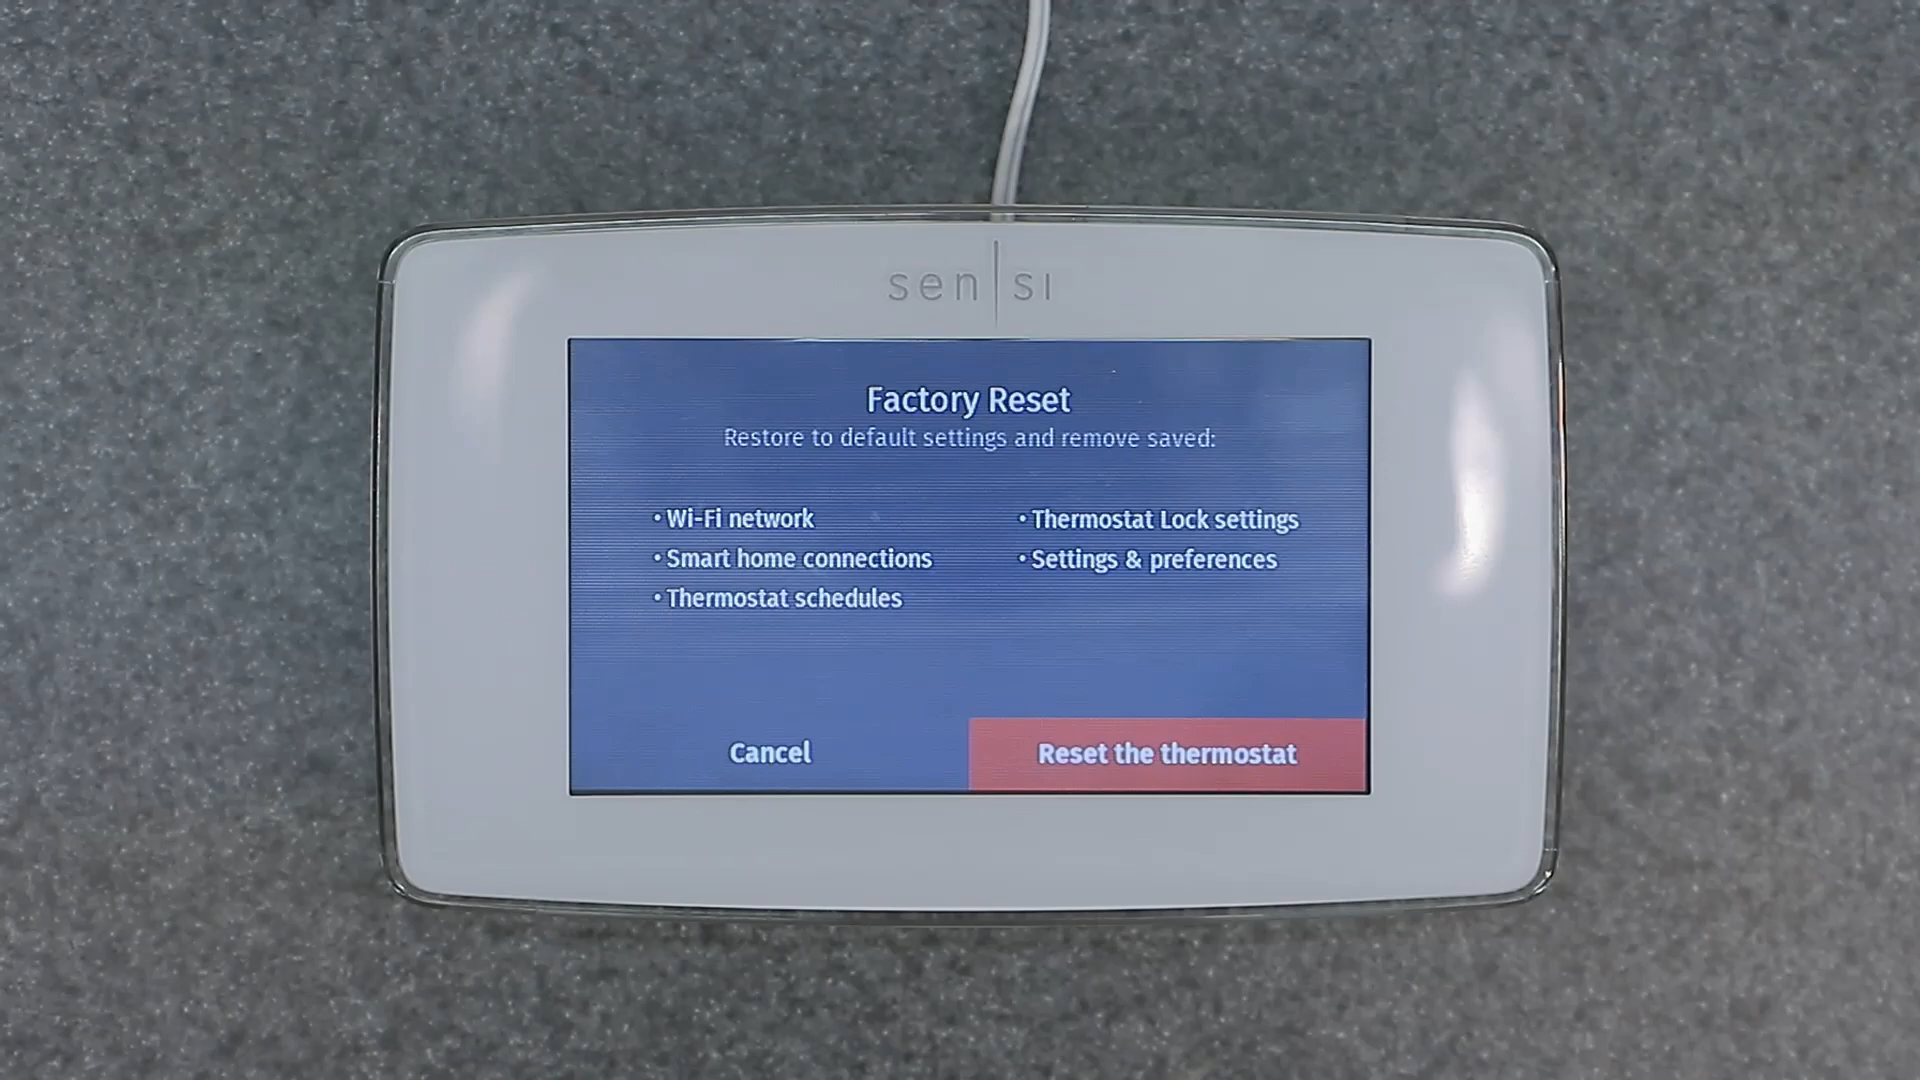 sensi
Factory Reset
Restore to default settings and remove saved:
• Wi-Fi network
• Smart home connections
• Thermostat schedules
• Thermostat Lock settings
• Settings & preferences
Cancel
Reset the thermostat